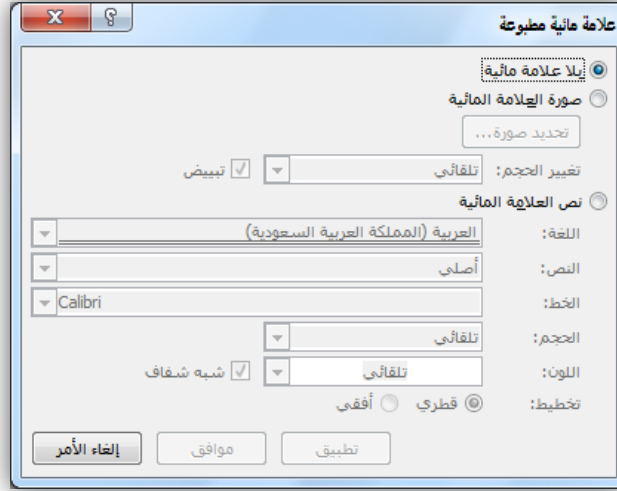 علامة مائية مطبوعة
بلا علامة مائية
صورة العلامة المائية
تحديد صورة...
تغيير الحجم: تلقائي تبييض
نص العلامة المائية
اللغة: العربية (المملكة العربية السعودية)
النص: أصلي
الخط: Calibri
الحجم: تلقائي
اللون: تلقائي شبه شفاف
تخطيط: قطري أفقي
تطبيق موافق إلغاء الأمر